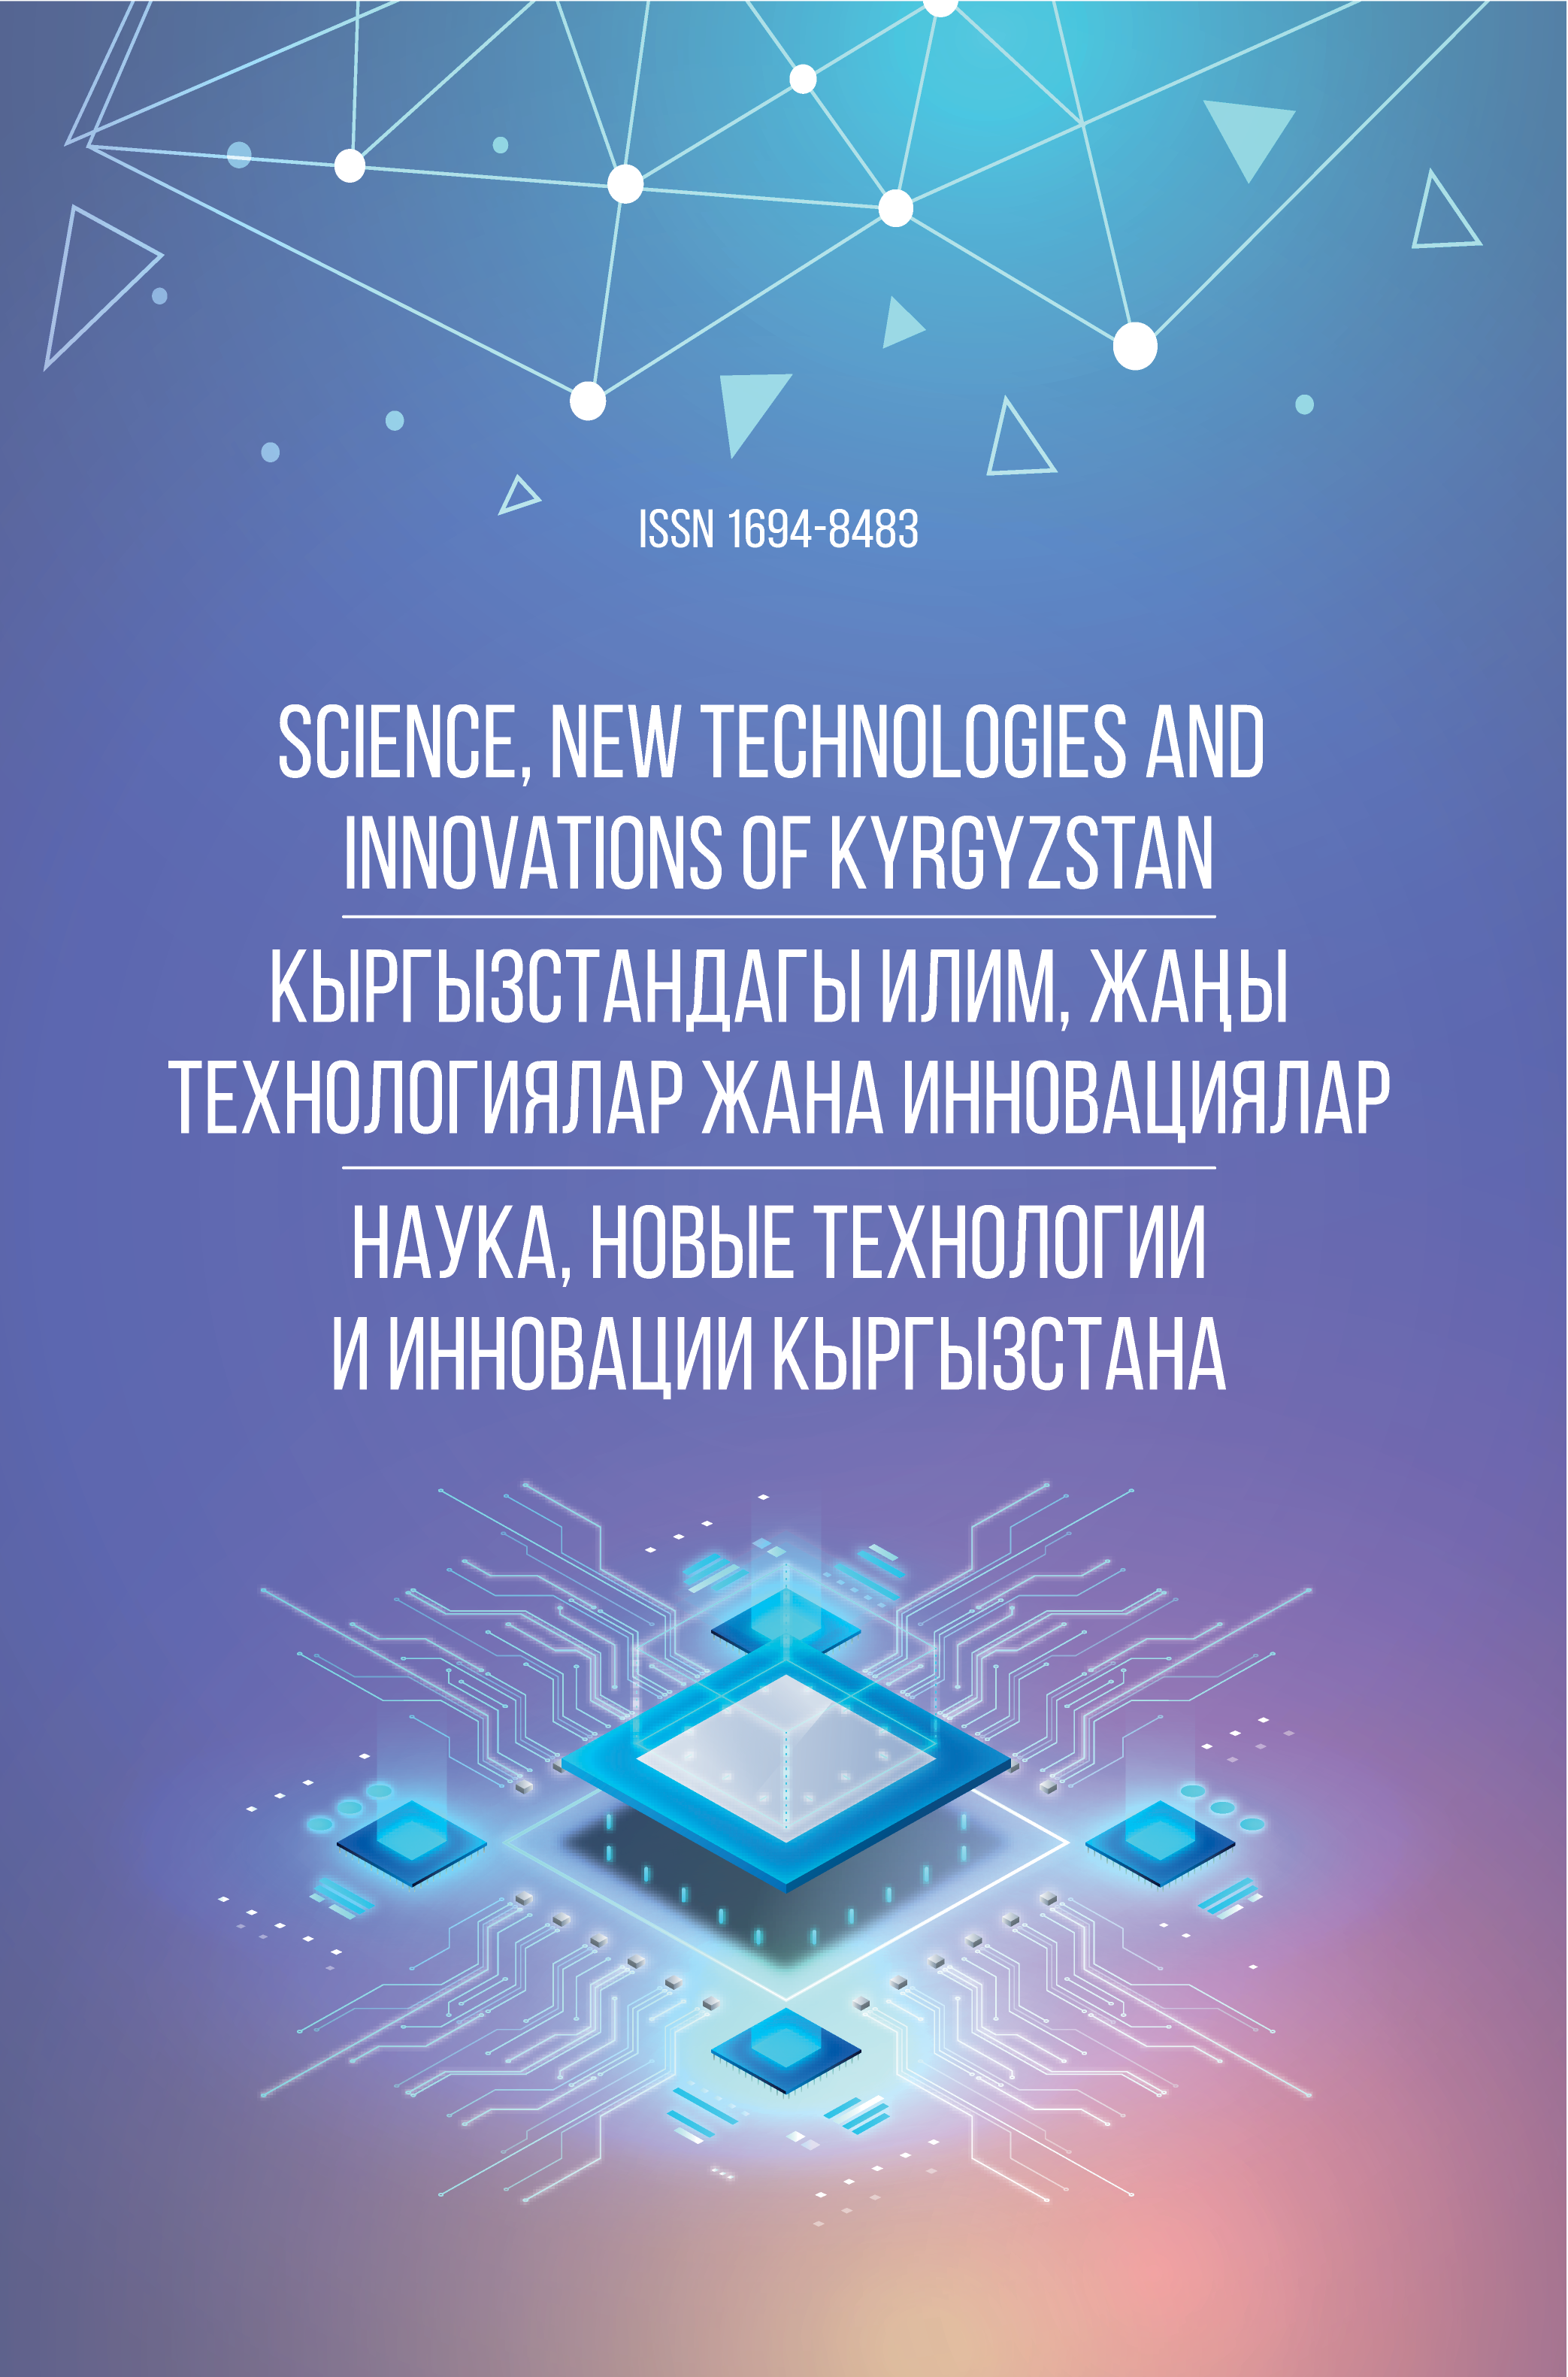 ISSN 1694-8483
SCIENCE, NEW TECHNOLOGIES AND
INNOVATIONS OF KYRGYZSTAN
КЫРГЫЗСТАНДАГЫ ИЛИМ, ЖАҢЫ
ТЕХНОЛОГИЯЛАР ЖАНА ИННОВАЦИЯЛАР
НАУКА, НОВЫЕ ТЕХНОЛОГИИ
И ИННОВАЦИИ КЫРГЫЗСТАНА